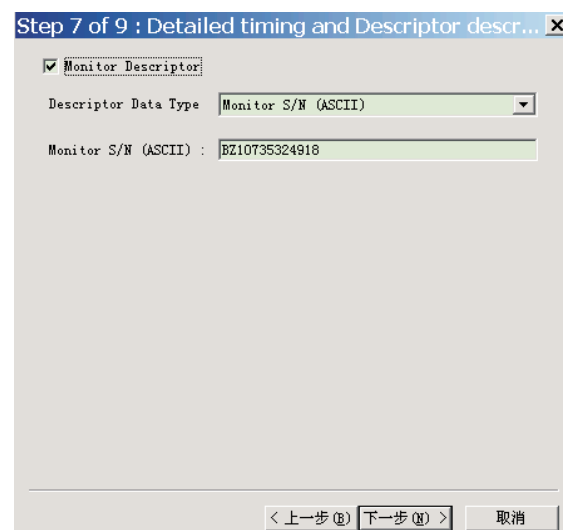 Step 7 of 9 : Detailed timing and Descriptor descr...
Monitor Descriptor
Descriptor Data Type Monitor S/N (ASCII)
Monitor S/N (ASCII) : BZ10735324918
< 上一步(B) 下一步(N) > 取消